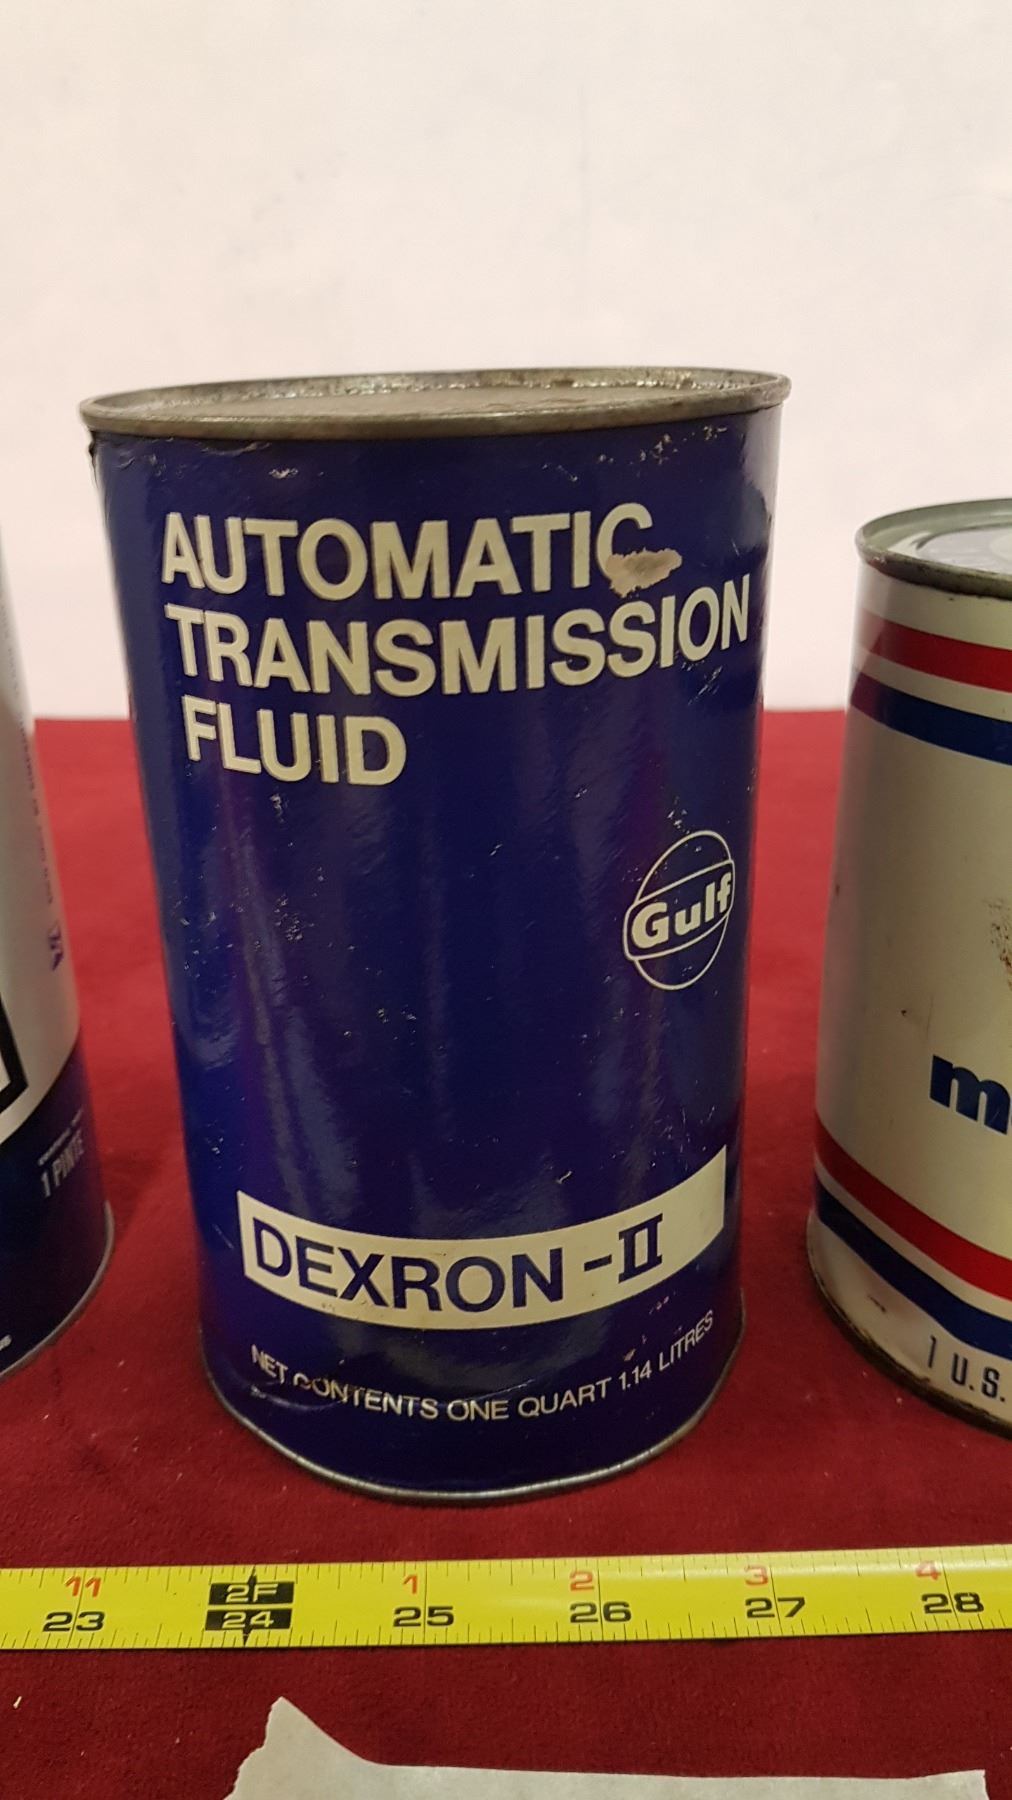 AUTOMATIC
TRANSMISSION
FLUID
Gulf
DEXRON-II
NET CONTENTS ONE QUART 1.14 LITRES
1 PINTE
m
1 U.S.
11 2F 1 2 3 4
23 24 25 26 27 28